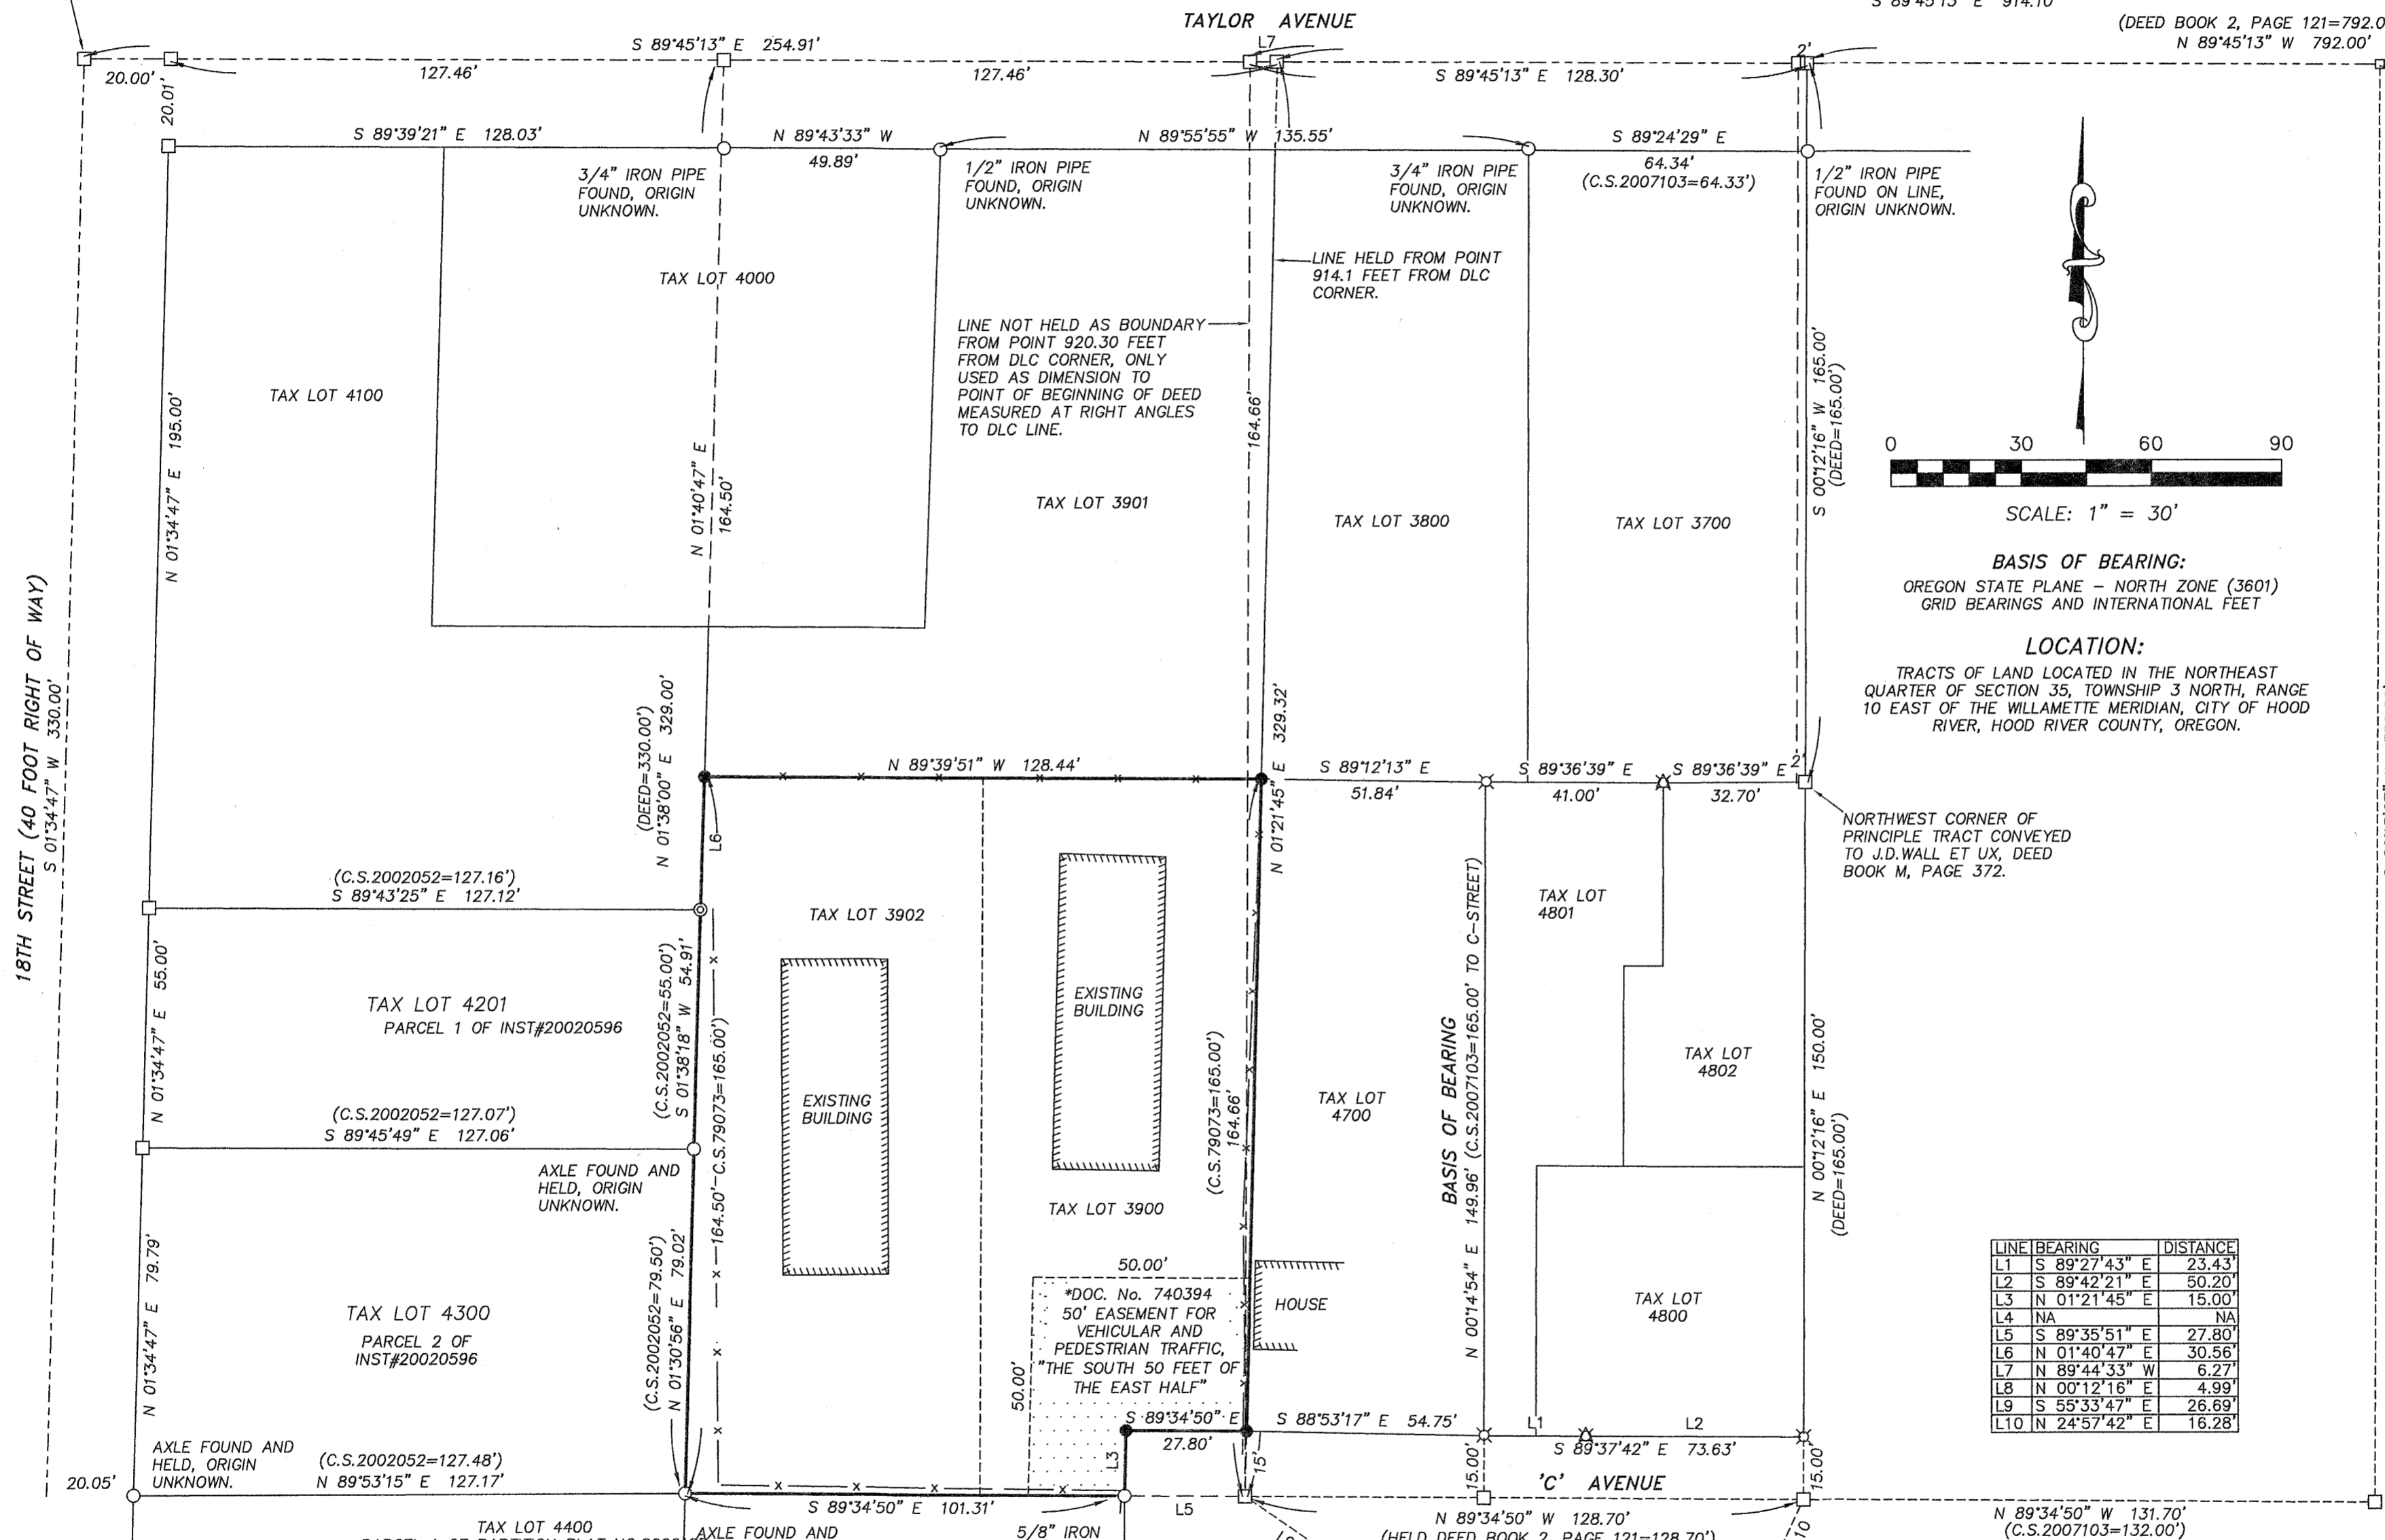 TAYLOR AVENUE
S 89°45'13" E 914.10'
(DEED BOOK 2, PAGE 121=792.0
N 89°45'13" W 792.00'
S 89°45'13" E 254.91'
L7
2'
20.00'
127.46'
127.46'
S 89°45'13" E 128.30'
20.01'
S 89°39'21" E 128.03'
N 89°43'33" W
49.89'
N 89°55'55" W 135.55'
S 89°24'29" E
64.34'
(C.S.2007103=64.33')
3/4" IRON PIPE
FOUND, ORIGIN
UNKNOWN.
1/2" IRON PIPE
FOUND, ORIGIN
UNKNOWN.
3/4" IRON PIPE
FOUND, ORIGIN
UNKNOWN.
1/2" IRON PIPE
FOUND ON LINE,
ORIGIN UNKNOWN.
TAX LOT 4000
LINE HELD FROM POINT
914.1 FEET FROM DLC
CORNER.
LINE NOT HELD AS BOUNDARY
FROM POINT 920.30 FEET
FROM DLC CORNER, ONLY
USED AS DIMENSION TO
POINT OF BEGINNING OF DEED
MEASURED AT RIGHT ANGLES
TO DLC LINE.
TAX LOT 4100
N 01°34'47" E 195.00'
N 01°40'47" E
164.50'
164.66'
TAX LOT 3901
TAX LOT 3800
TAX LOT 3700
S 00°12'16" W 165.00'
(DEED=165.00')
0 30 60 90
SCALE: 1" = 30'
BASIS OF BEARING:
OREGON STATE PLANE – NORTH ZONE (3601)
GRID BEARINGS AND INTERNATIONAL FEET
LOCATION:
TRACTS OF LAND LOCATED IN THE NORTHEAST
QUARTER OF SECTION 35, TOWNSHIP 3 NORTH, RANGE
10 EAST OF THE WILLAMETTE MERIDIAN, CITY OF HOOD
RIVER, HOOD RIVER COUNTY, OREGON.
18TH STREET (40 FOOT RIGHT OF WAY)
S 01°34'47" W 330.00'
(DEED=330.00')
N 01°38'00" E 329.00'
L6
N 89°39'51" W 128.44'
N 01°21'45" E 329.32'
S 89°12'13" E
51.84'
S 89°36'39" E
41.00'
S 89°36'39" E
32.70'
2'
NORTHWEST CORNER OF
PRINCIPLE TRACT CONVEYED
TO J.D.WALL ET UX, DEED
BOOK M, PAGE 372.
(C.S.2002052=127.16')
S 89°43'25" E 127.12'
TAX LOT 3902
TAX LOT
4801
N 01°34'47" E 55.00'
TAX LOT 4201
PARCEL 1 OF INST#20020596
(C.S.2002052=55.00')
S 01°38'18" W 54.91'
164.50'–C.S.79073=165.00')
EXISTING
BUILDING
EXISTING
BUILDING
(C.S.79073=165.00')
164.66'
TAX LOT
4700
BASIS OF BEARING
N 00°14'54" E 149.96' (C.S.2007103=165.00' TO C–STREET)
TAX LOT
4802
N 00°12'16" E 150.00'
(DEED=165.00')
(C.S.2002052=127.07')
S 89°45'49" E 127.06'
AXLE FOUND AND
HELD, ORIGIN
UNKNOWN.
TAX LOT 3900
N 01°34'47" E 79.79'
TAX LOT 4300
PARCEL 2 OF
INST#20020596
(C.S.2002052=79.50')
N 01°30'56" E 79.02'
50.00'
50.00'
*DOC. No. 740394
50' EASEMENT FOR
VEHICULAR AND
PEDESTRIAN TRAFFIC,
"THE SOUTH 50 FEET OF
THE EAST HALF"
HOUSE
TAX LOT
4800
LINE BEARING DISTANCE
L1 S 89°27'43" E 23.43'
L2 S 89°42'21" E 50.20'
L3 N 01°21'45" E 15.00'
L4 NA NA
L5 S 89°35'51" E 27.80'
L6 N 01°40'47" E 30.56'
L7 N 89°44'33" W 6.27'
L8 N 00°12'16" E 4.99'
L9 S 55°33'47" E 26.69'
L10 N 24°57'42" E 16.28'
S 89°34'50" E
27.80'
L3
S 88°53'17" E 54.75'
L1
L2
S 89°37'42" E 73.63'
15'
15.00'
15.00'
'C' AVENUE
AXLE FOUND AND
HELD, ORIGIN
UNKNOWN.
20.05'
(C.S.2002052=127.48')
N 89°53'15" E 127.17'
S 89°34'50" E 101.31'
L5
N 89°34'50" W 128.70'
(HELD DEED BOOK 2, PAGE 121=128.70')
N 89°34'50" W 131.70'
(C.S.2007103=132.00')
TAX LOT 4400
AXLE FOUND AND
5/8" IRON